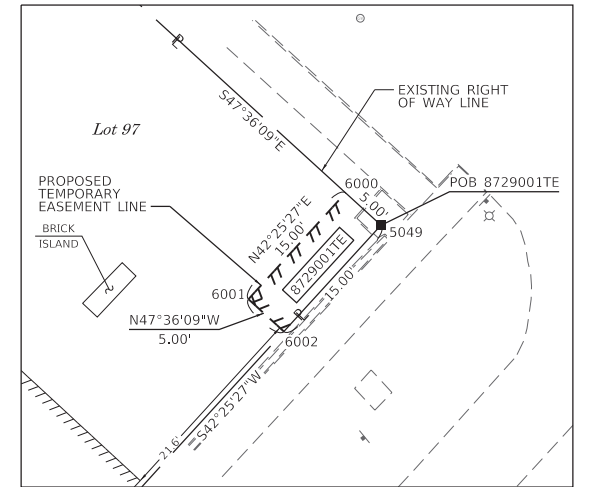 S47°36'09"E
EXISTING RIGHT
OF WAY LINE
Lot 97
PROPOSED
TEMPORARY
EASEMENT LINE
6000
5.00'
POB 8729001TE
5049
N42°25'27"E
15.00'
8729001TE
15.00'
BRICK
ISLAND
6001
N47°36'09"W
5.00'
6002
S42°25'27"W
21.6'